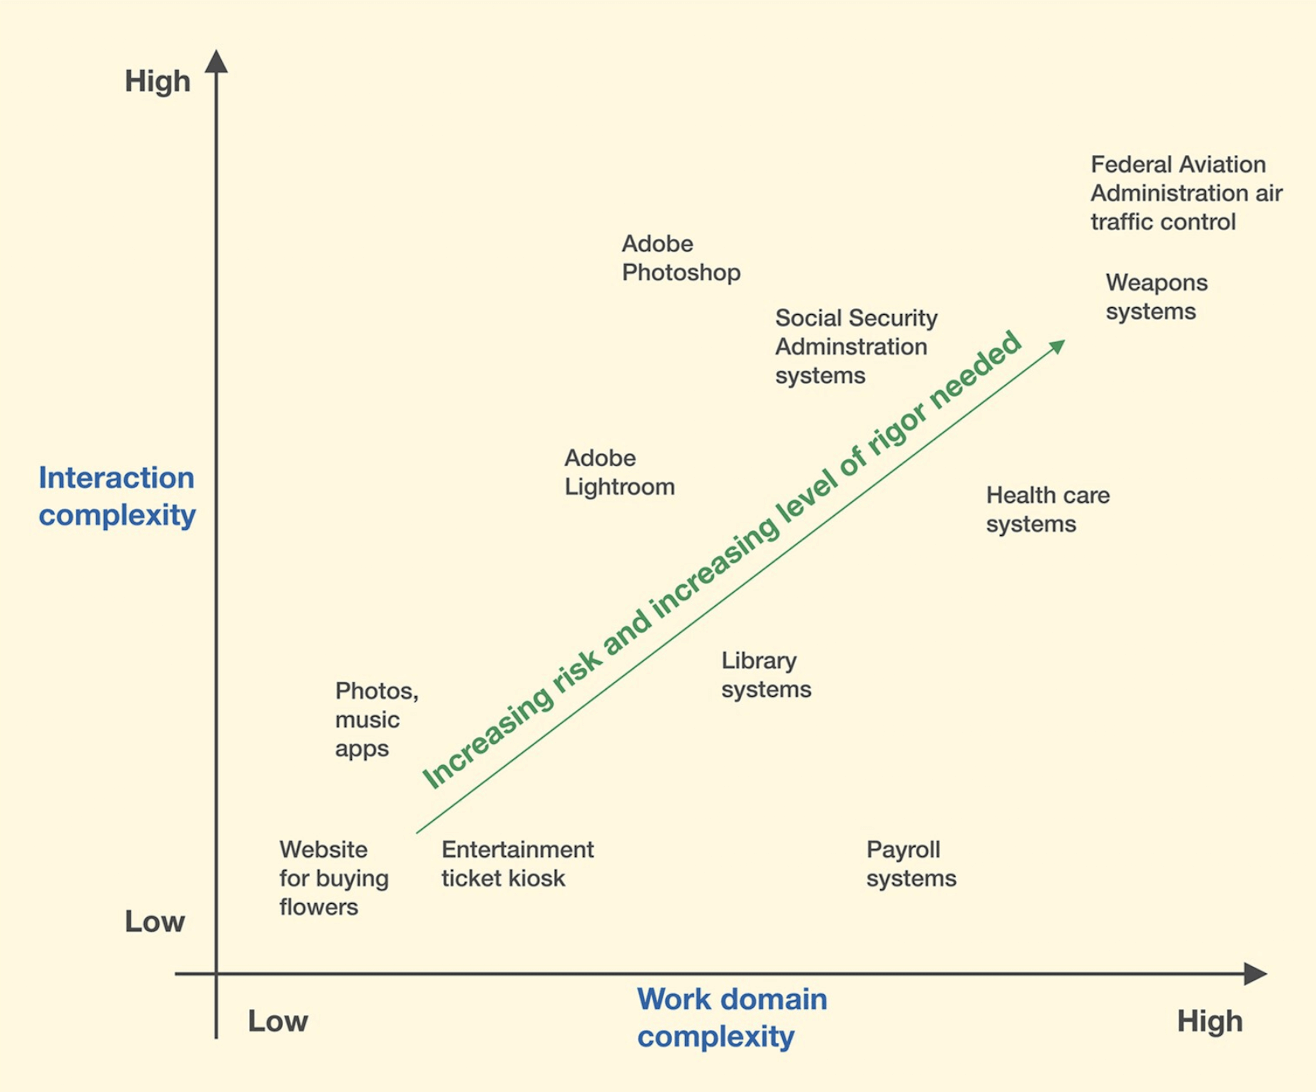 High
Federal Aviation
Administration air
traffic control
Adobe
Photoshop
Weapons
systems
Social Security
Adminstration
systems
Increasing risk and increasing level of rigor needed
Interaction
complexity
Adobe
Lightroom
Health care
systems
Library
systems
Photos,
music
apps
Website
for buying
flowers
Entertainment
ticket kiosk
Payroll
systems
Low
Low
Work domain
complexity
High